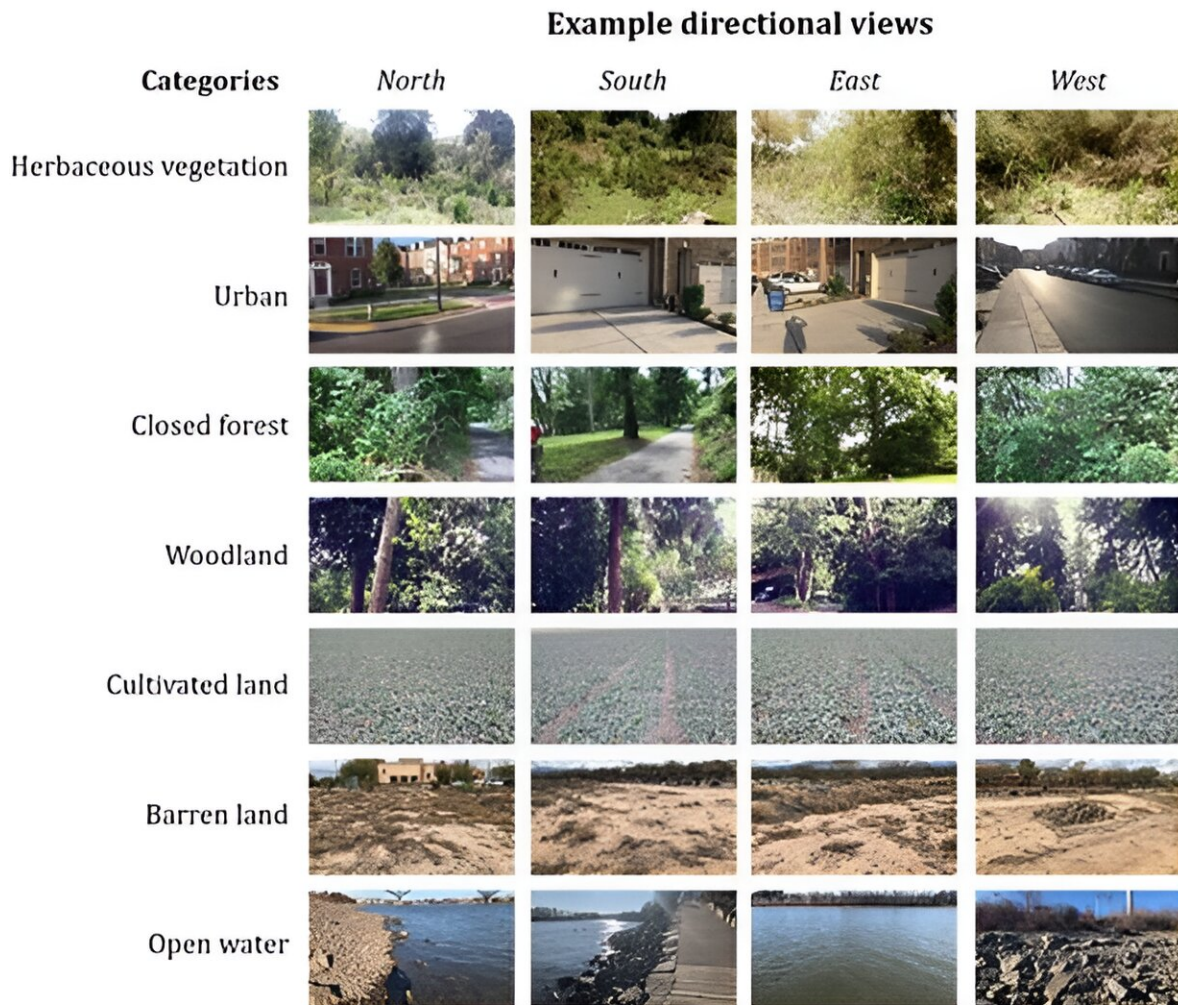 Example directional views
Categories North South East West
Herbaceous vegetation
Urban
Closed forest
Woodland
Cultivated land
Barren land
Open water